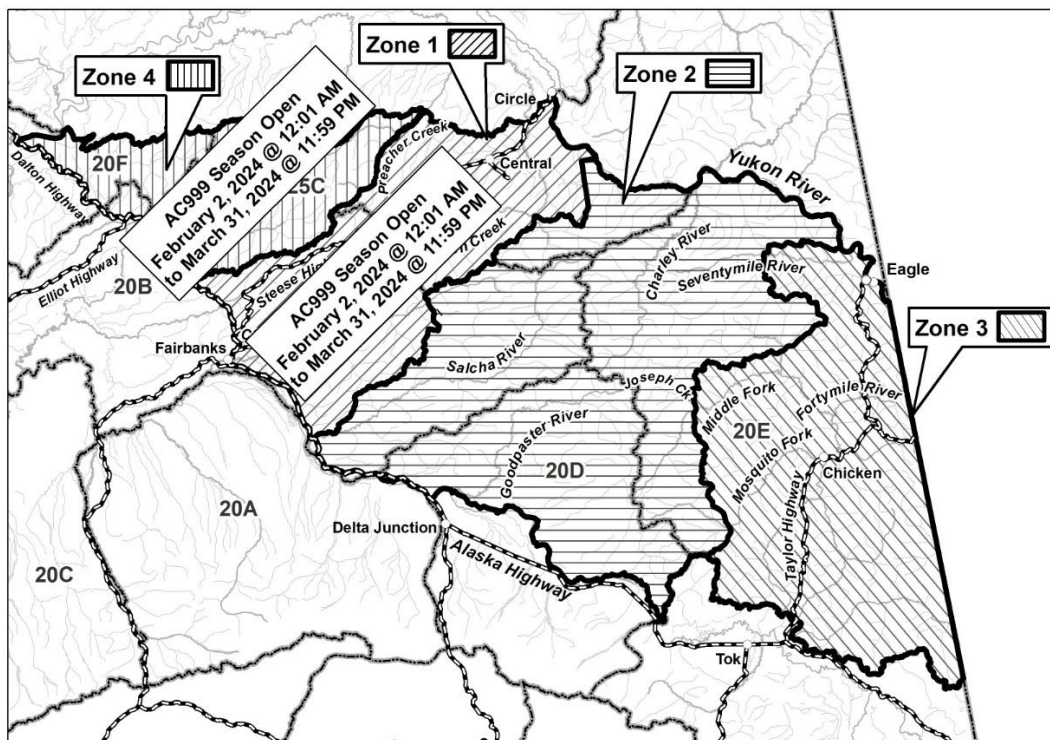 Zone 4
Zone 1
Zone 2
Circle
Preacher Creek
Central
20F
25C
Dalton Highway
AC999 Season Open
February 2, 2024 @ 12:01 AM
to March 31, 2024 @ 11:59 PM
AC999 Season Open
February 2, 2024 @ 12:01 AM
to March 31, 2024 @ 11:59 PM
Yukon River
Charley River
Seventymile River
Eagle
Elliot Highway
20B
Steese Hi
n Creek
Zone 3
Fairbanks
Salcha River
Joseph Ck
Middle Fork
Fortymile River
20E
Mosquito Fork
Goodpaster River
20D
Chicken
20A
Taylor Highway
Delta Junction
Alaska Highway
20C
Tok